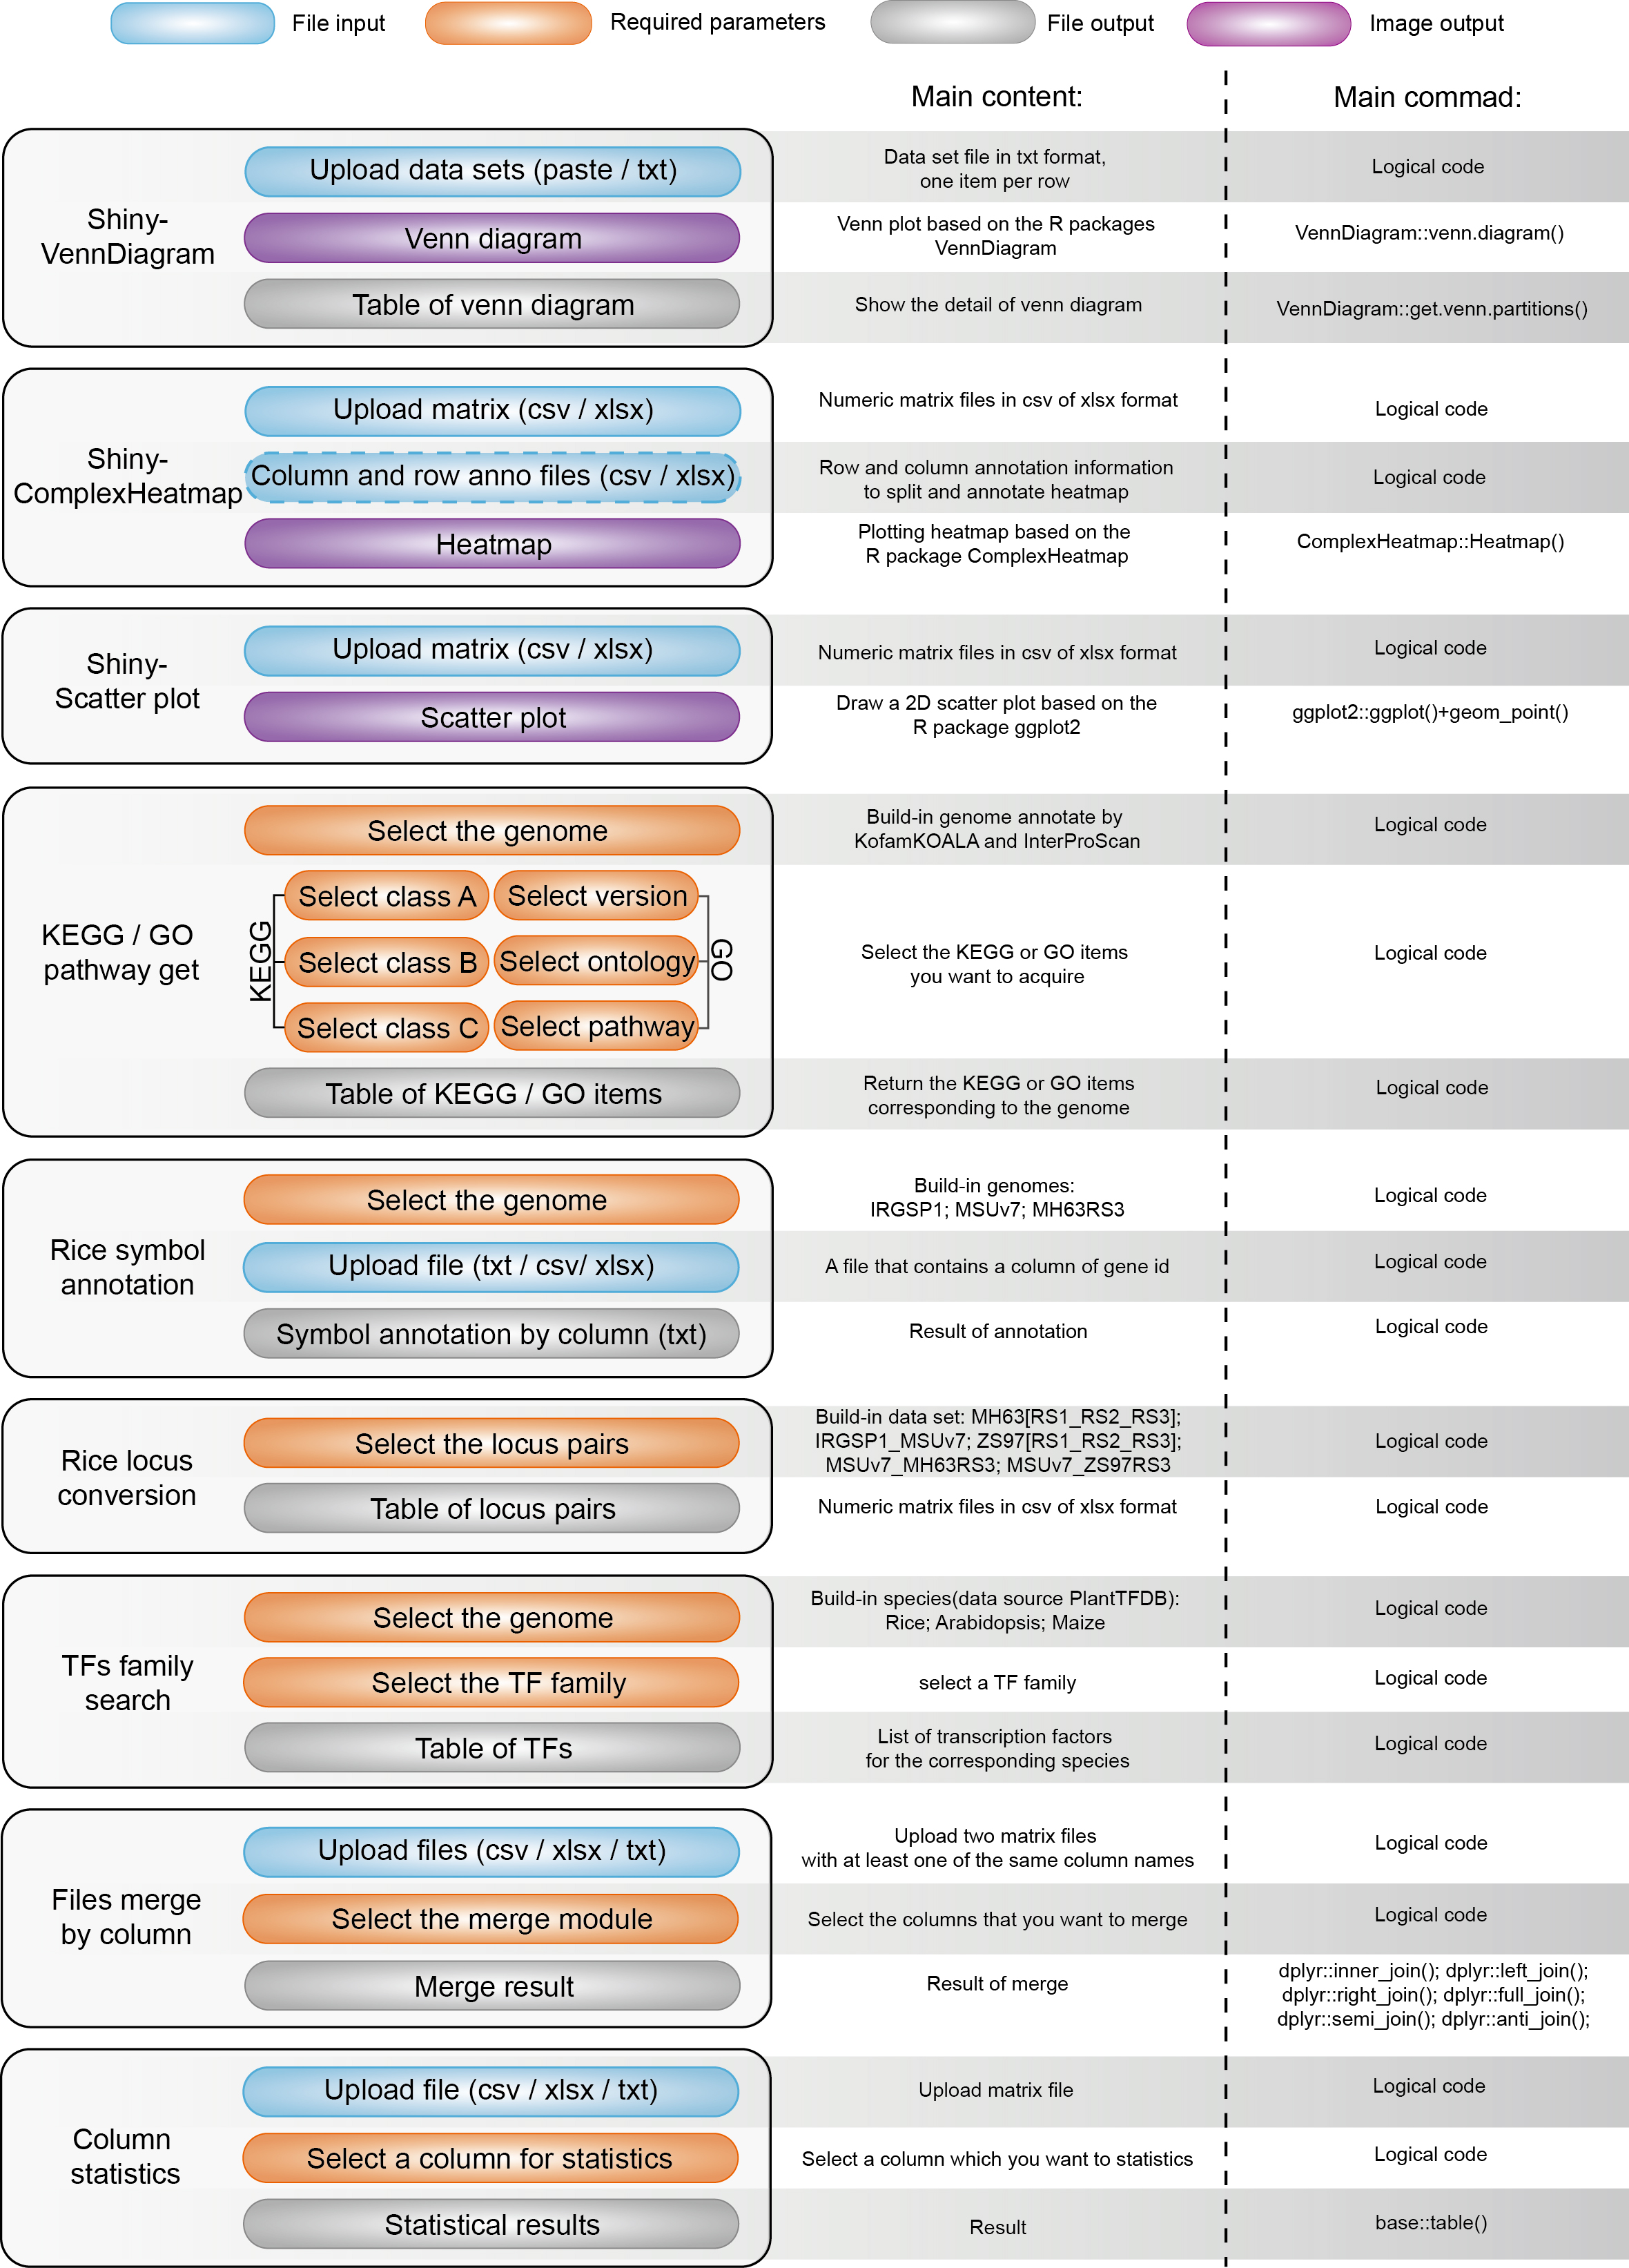 File input
Required parameters
File output
Image output
Main content:
Main commad:
Shiny-
VennDiagram
Upload data sets (paste / txt)
Data set file in txt format,
one item per row
Logical code
Venn diagram
Venn plot based on the R packages
VennDiagram
VennDiagram::venn.diagram()
Table of venn diagram
Show the detail of venn diagram
VennDiagram::get.venn.partitions()
Shiny-
ComplexHeatmap
Upload matrix (csv / xlsx)
Numeric matrix files in csv of xlsx format
Logical code
Column and row anno files (csv / xlsx)
Row and column annotation information
to split and annotate heatmap
Logical code
Heatmap
Plotting heatmap based on the
R package ComplexHeatmap
ComplexHeatmap::Heatmap()
Shiny-
Scatter plot
Upload matrix (csv / xlsx)
Numeric matrix files in csv of xlsx format
Logical code
Scatter plot
Draw a 2D scatter plot based on the
R package ggplot2
ggplot2::ggplot()+geom_point()
KEGG / GO
pathway get
Select the genome
Build-in genome annotate by
KofamKOALA and InterProScan
Logical code
KEGG
Select class A
Select class B
Select class C
Select version
Select ontology
Select pathway
GO
Select the KEGG or GO items
you want to acquire
Logical code
Table of KEGG / GO items
Return the KEGG or GO items
corresponding to the genome
Logical code
Rice symbol
annotation
Select the genome
Build-in genomes:
IRGSP1; MSUv7; MH63RS3
Logical code
Upload file (txt / csv/ xlsx)
A file that contains a column of gene id
Logical code
Symbol annotation by column (txt)
Result of annotation
Logical code
Rice locus
conversion
Select the locus pairs
Build-in data set: MH63[RS1_RS2_RS3];
IRGSP1_MSUv7; ZS97[RS1_RS2_RS3];
MSUv7_MH63RS3; MSUv7_ZS97RS3
Logical code
Table of locus pairs
Numeric matrix files in csv of xlsx format
Logical code
TFs family
search
Select the genome
Build-in species(data source PlantTFDB):
Rice; Arabidopsis; Maize
Logical code
Select the TF family
select a TF family
Logical code
Table of TFs
List of transcription factors
for the corresponding species
Logical code
Files merge
by column
Upload files (csv / xlsx / txt)
Upload two matrix files
with at least one of the same column names
Logical code
Select the merge module
Select the columns that you want to merge
Logical code
Merge result
Result of merge
dplyr::inner_join(); dplyr::left_join();
dplyr::right_join(); dplyr::full_join();
dplyr::semi_join(); dplyr::anti_join();
Column
statistics
Upload file (csv / xlsx / txt)
Upload matrix file
Logical code
Select a column for statistics
Select a column which you want to statistics
Logical code
Statistical results
Result
base::table()